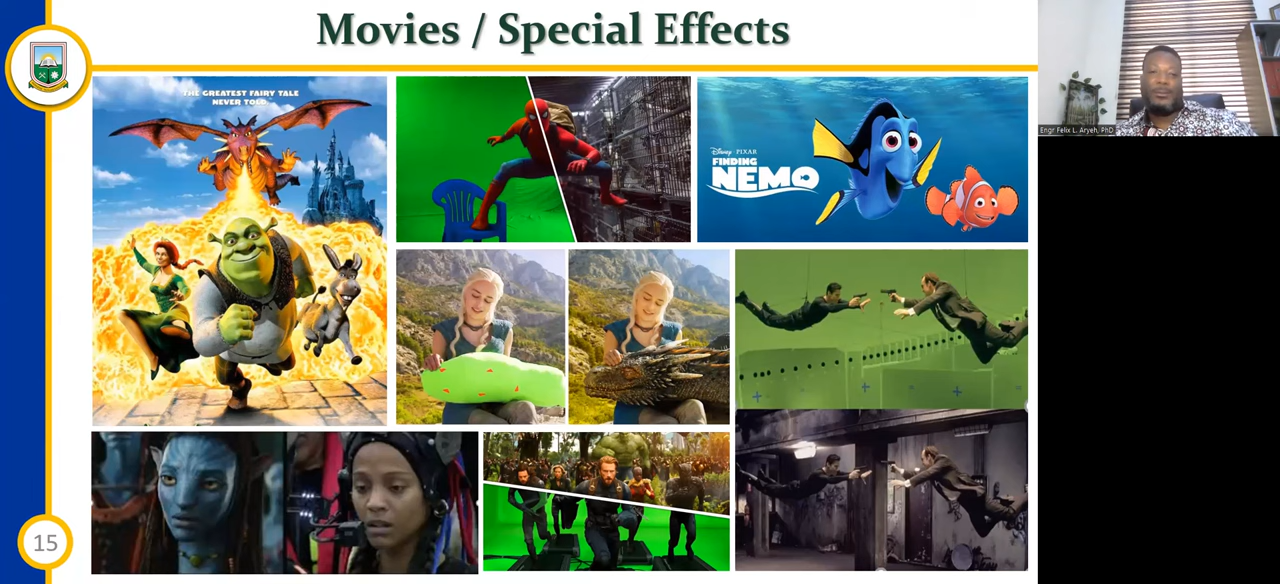 Movies / Special Effects
THE GREATEST FAIRY TALE
NEVER TOLD
Disney PIXAR
FINDING
NEMO
Engr Felix L. Aryeh, PhD
15